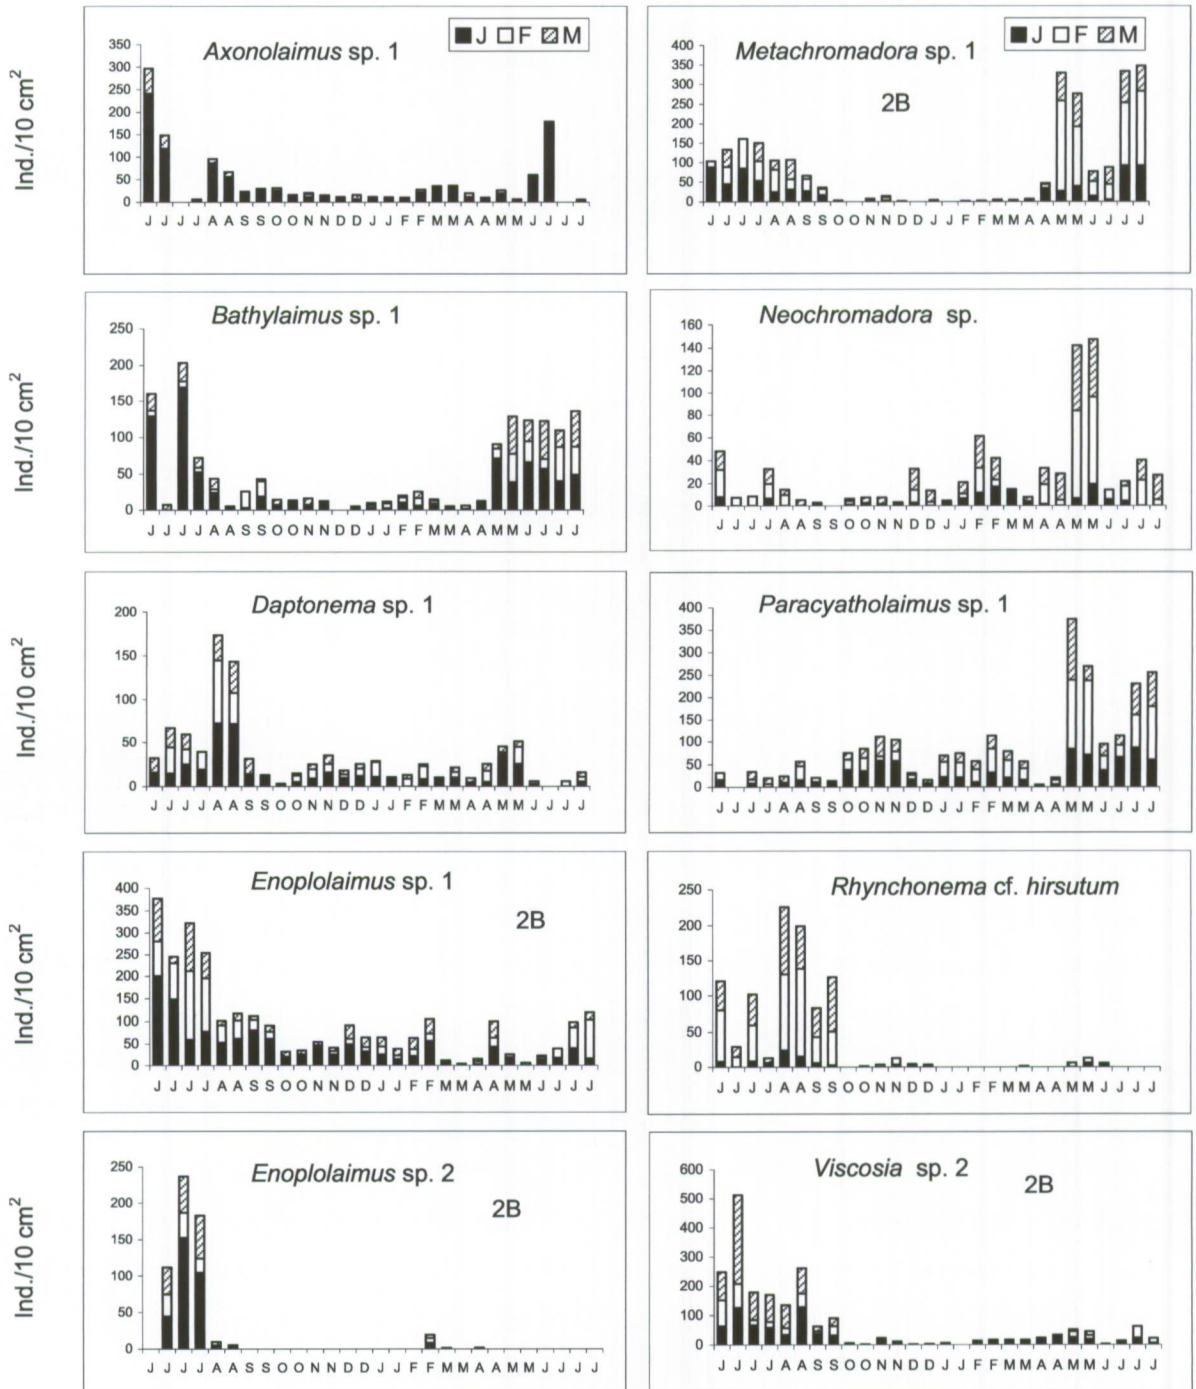 J F M
Axonolaimus sp. 1
350
300
250
200
150
100
50
0
J J J J A A S S O O N N D D J J F F M M A A M M J J J J
Ind./10 cm²
J F M
Metachromadora sp. 1
2B
400
350
300
250
200
150
100
50
0
J J J J A A S S O O N N D D J J F F M M A A M M J J J J
Bathylaimus sp. 1
250
200
150
100
50
0
J J J J A A S S O O N N D D J J F F M M A A M M J J J J
Ind./10 cm²
Neochromadora sp.
160
140
120
100
80
60
40
20
0
J J J J A A S S O O N N D D J J F F M M A A M M J J J J
Daptonema sp. 1
200
150
100
50
0
J J J J A A S S O O N N D D J J F F M M A A M M J J J J
Ind./10 cm²
Paracyatholaimus sp. 1
400
350
300
250
200
150
100
50
0
J J J J A A S S O O N N D D J J F F M M A A M M J J J J
Enoplolaimus sp. 1
2B
400
350
300
250
200
150
100
50
0
J J J J A A S S O O N N D D J J F F M M A A M M J J J J
Ind./10 cm²
Rhynchonema cf. hirsutum
250
200
150
100
50
0
J J J J A A S S O O N N D D J J F F M M A A M M J J J J
Enoplolaimus sp. 2
2B
250
200
150
100
50
0
J J J J A A S S O O N N D D J J F F M M A A M M J J J J
Ind./10 cm²
Viscosia sp. 2
2B
600
500
400
300
200
100
0
J J J J A A S S O O N N D D J J F F M M A A M M J J J J